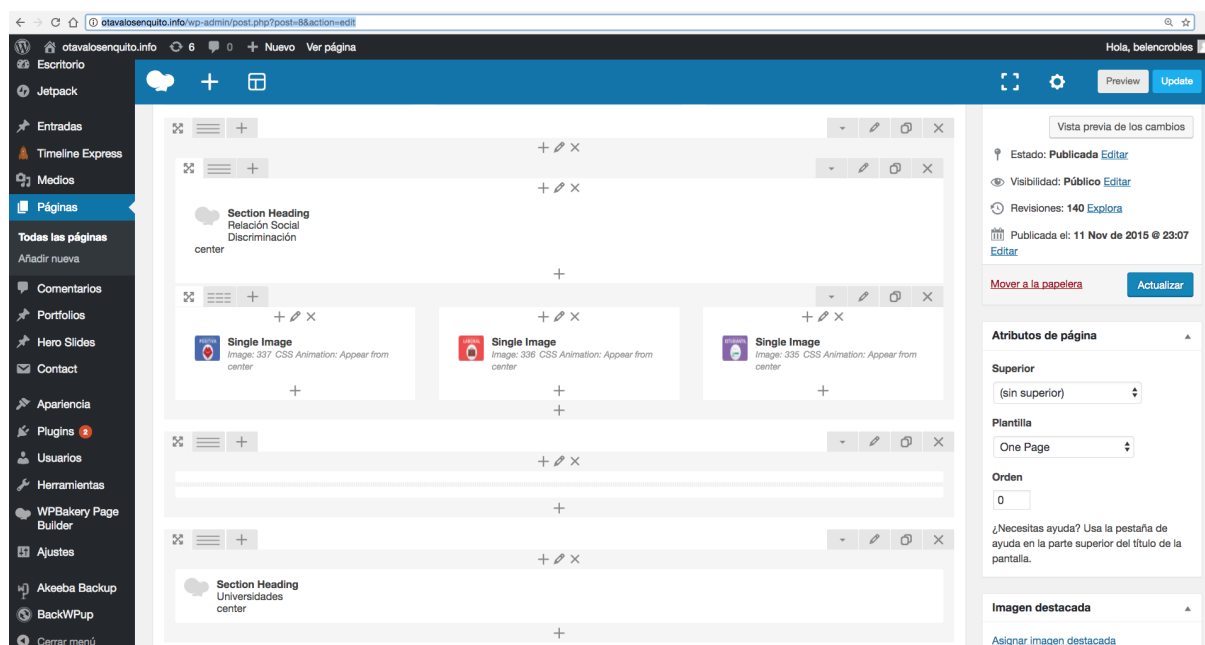 otavalosenquito.info/wp-admin/post.php?post=8&action=edit
otavalosenquito.info 6 0 Nuevo Ver página Hola, belencrobles
Escritorio
Jetpack
Entradas
Timeline Express
Medios
Páginas
Todas las páginas
Añadir nueva
Comentarios
Portfolios
Hero Slides
Contact
Apariencia
Plugins 2
Usuarios
Herramientas
WPBakery Page
Builder
Ajustes
Akeeba Backup
BackWPup
Cerrar menú
Preview Update
Section Heading
Relación Social
Discriminación
center
Single Image
Image: 337 CSS Animation: Appear from
center
LABORAL
Single Image
Image: 336 CSS Animation: Appear from
center
Single Image
Image: 335 CSS Animation: Appear from
center
Section Heading
Universidades
center
Vista previa de los cambios
Estado: Publicada Editar
Visibilidad: Público Editar
Revisiones: 140 Explora
Publicada el: 11 Nov de 2015 @ 23:07
Editar
Mover a la papelera Actualizar
Atributos de página
Superior
(sin superior)
Plantilla
One Page
Orden
0
¿Necesitas ayuda? Usa la pestaña de
ayuda en la parte superior del título de la
pantalla.
Imagen destacada
Asignar imagen destacada